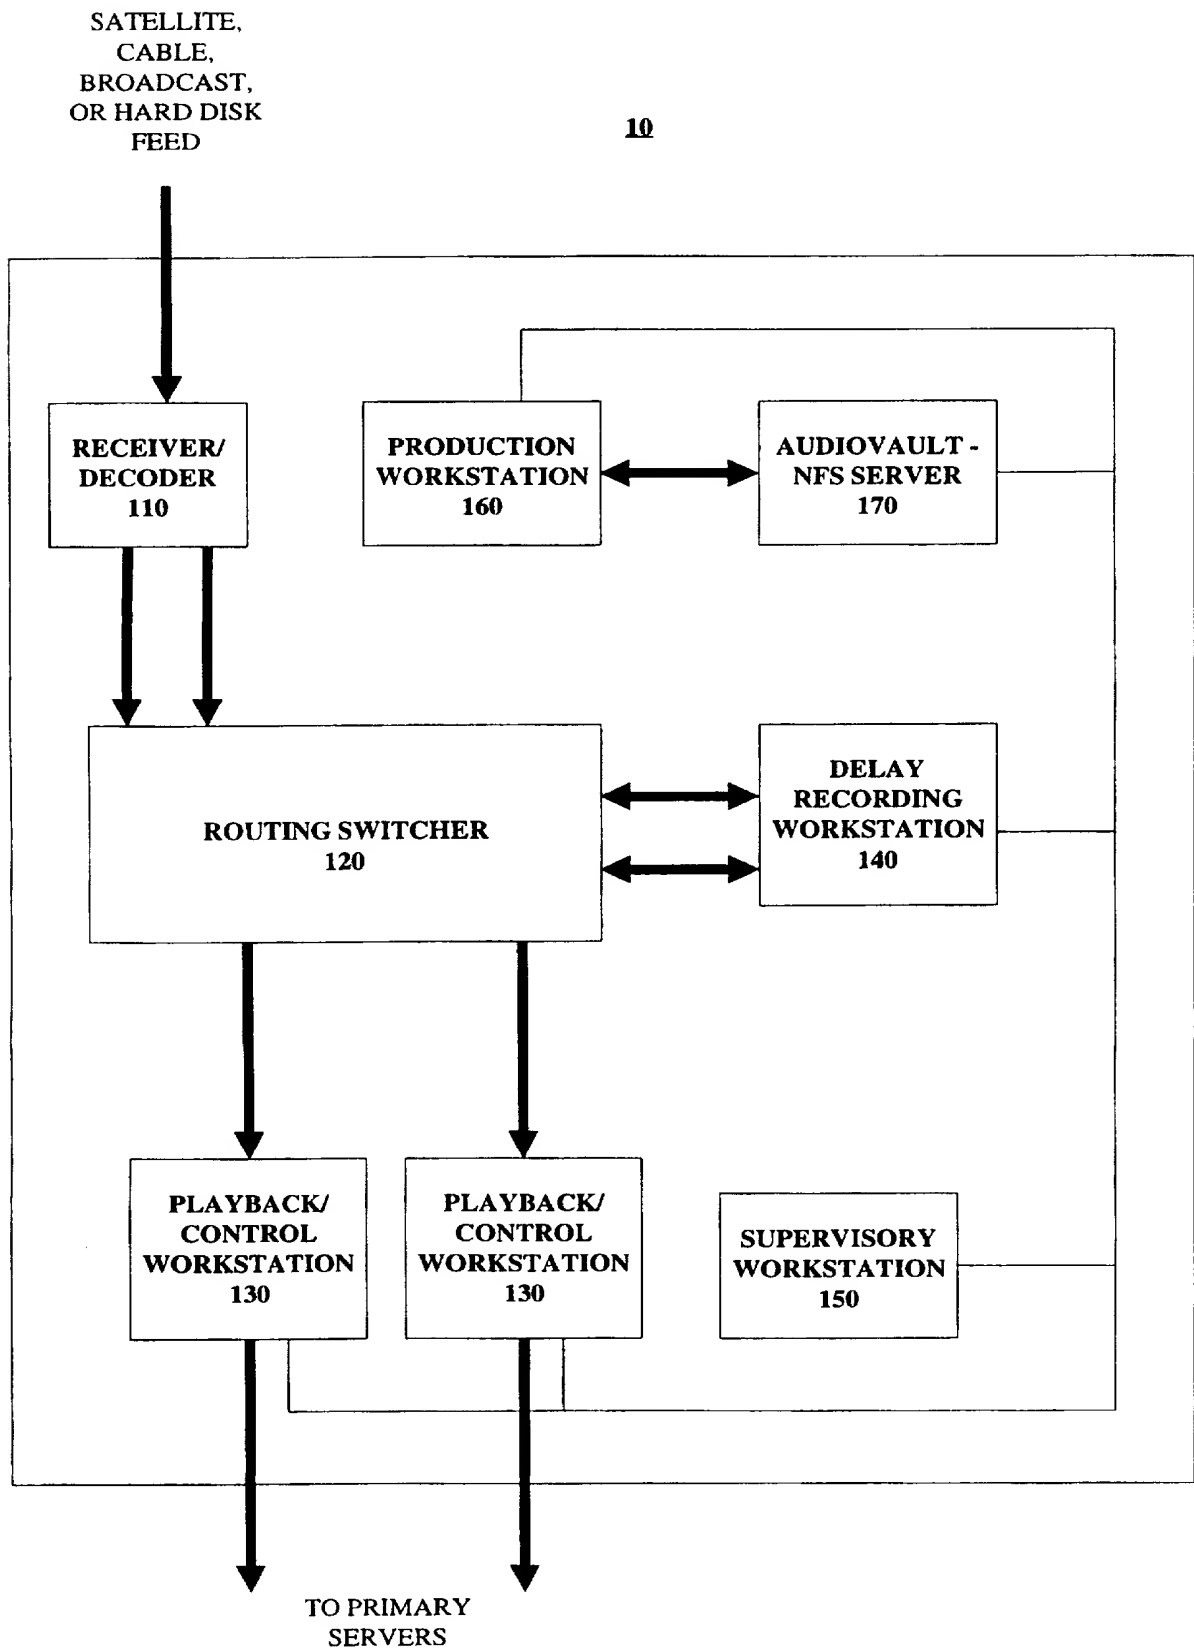 SATELLITE,
CABLE,
BROADCAST,
OR HARD DISK
FEED
10
RECEIVER/
DECODER
110
PRODUCTION
WORKSTATION
160
AUDIOVAULT -
NFS SERVER
170
ROUTING SWITCHER
120
DELAY
RECORDING
WORKSTATION
140
PLAYBACK/
CONTROL
WORKSTATION
130
PLAYBACK/
CONTROL
WORKSTATION
130
SUPERVISORY
WORKSTATION
150
TO PRIMARY
SERVERS